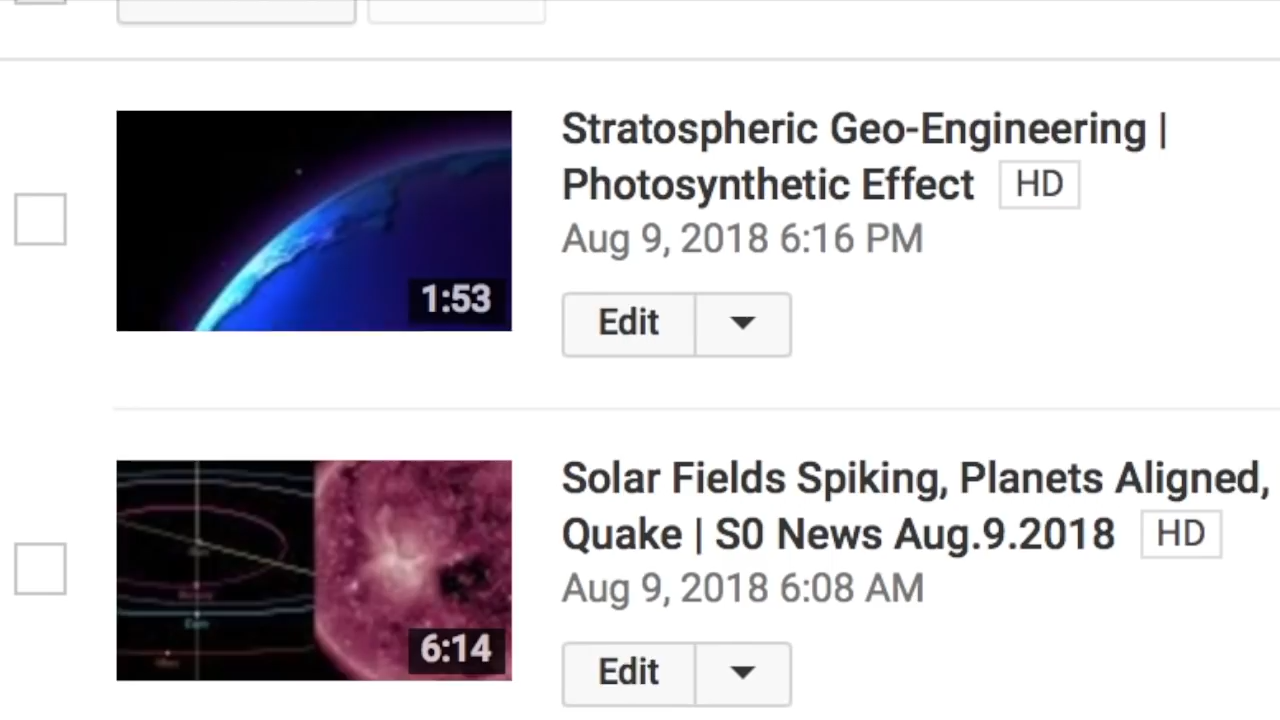 Stratospheric Geo-Engineering |
Photosynthetic Effect HD
Aug 9, 2018 6:16 PM
1:53
Edit
Solar Fields Spiking, Planets Aligned,
Quake | S0 News Aug.9.2018 HD
Aug 9, 2018 6:08 AM
6:14
Edit